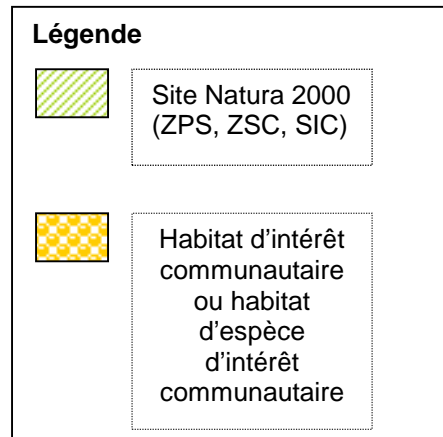 Légende
Site Natura 2000
(ZPS, ZSC, SIC)
Habitat d'intérêt
communautaire
ou habitat
d'espèce
d'intérêt
communautaire